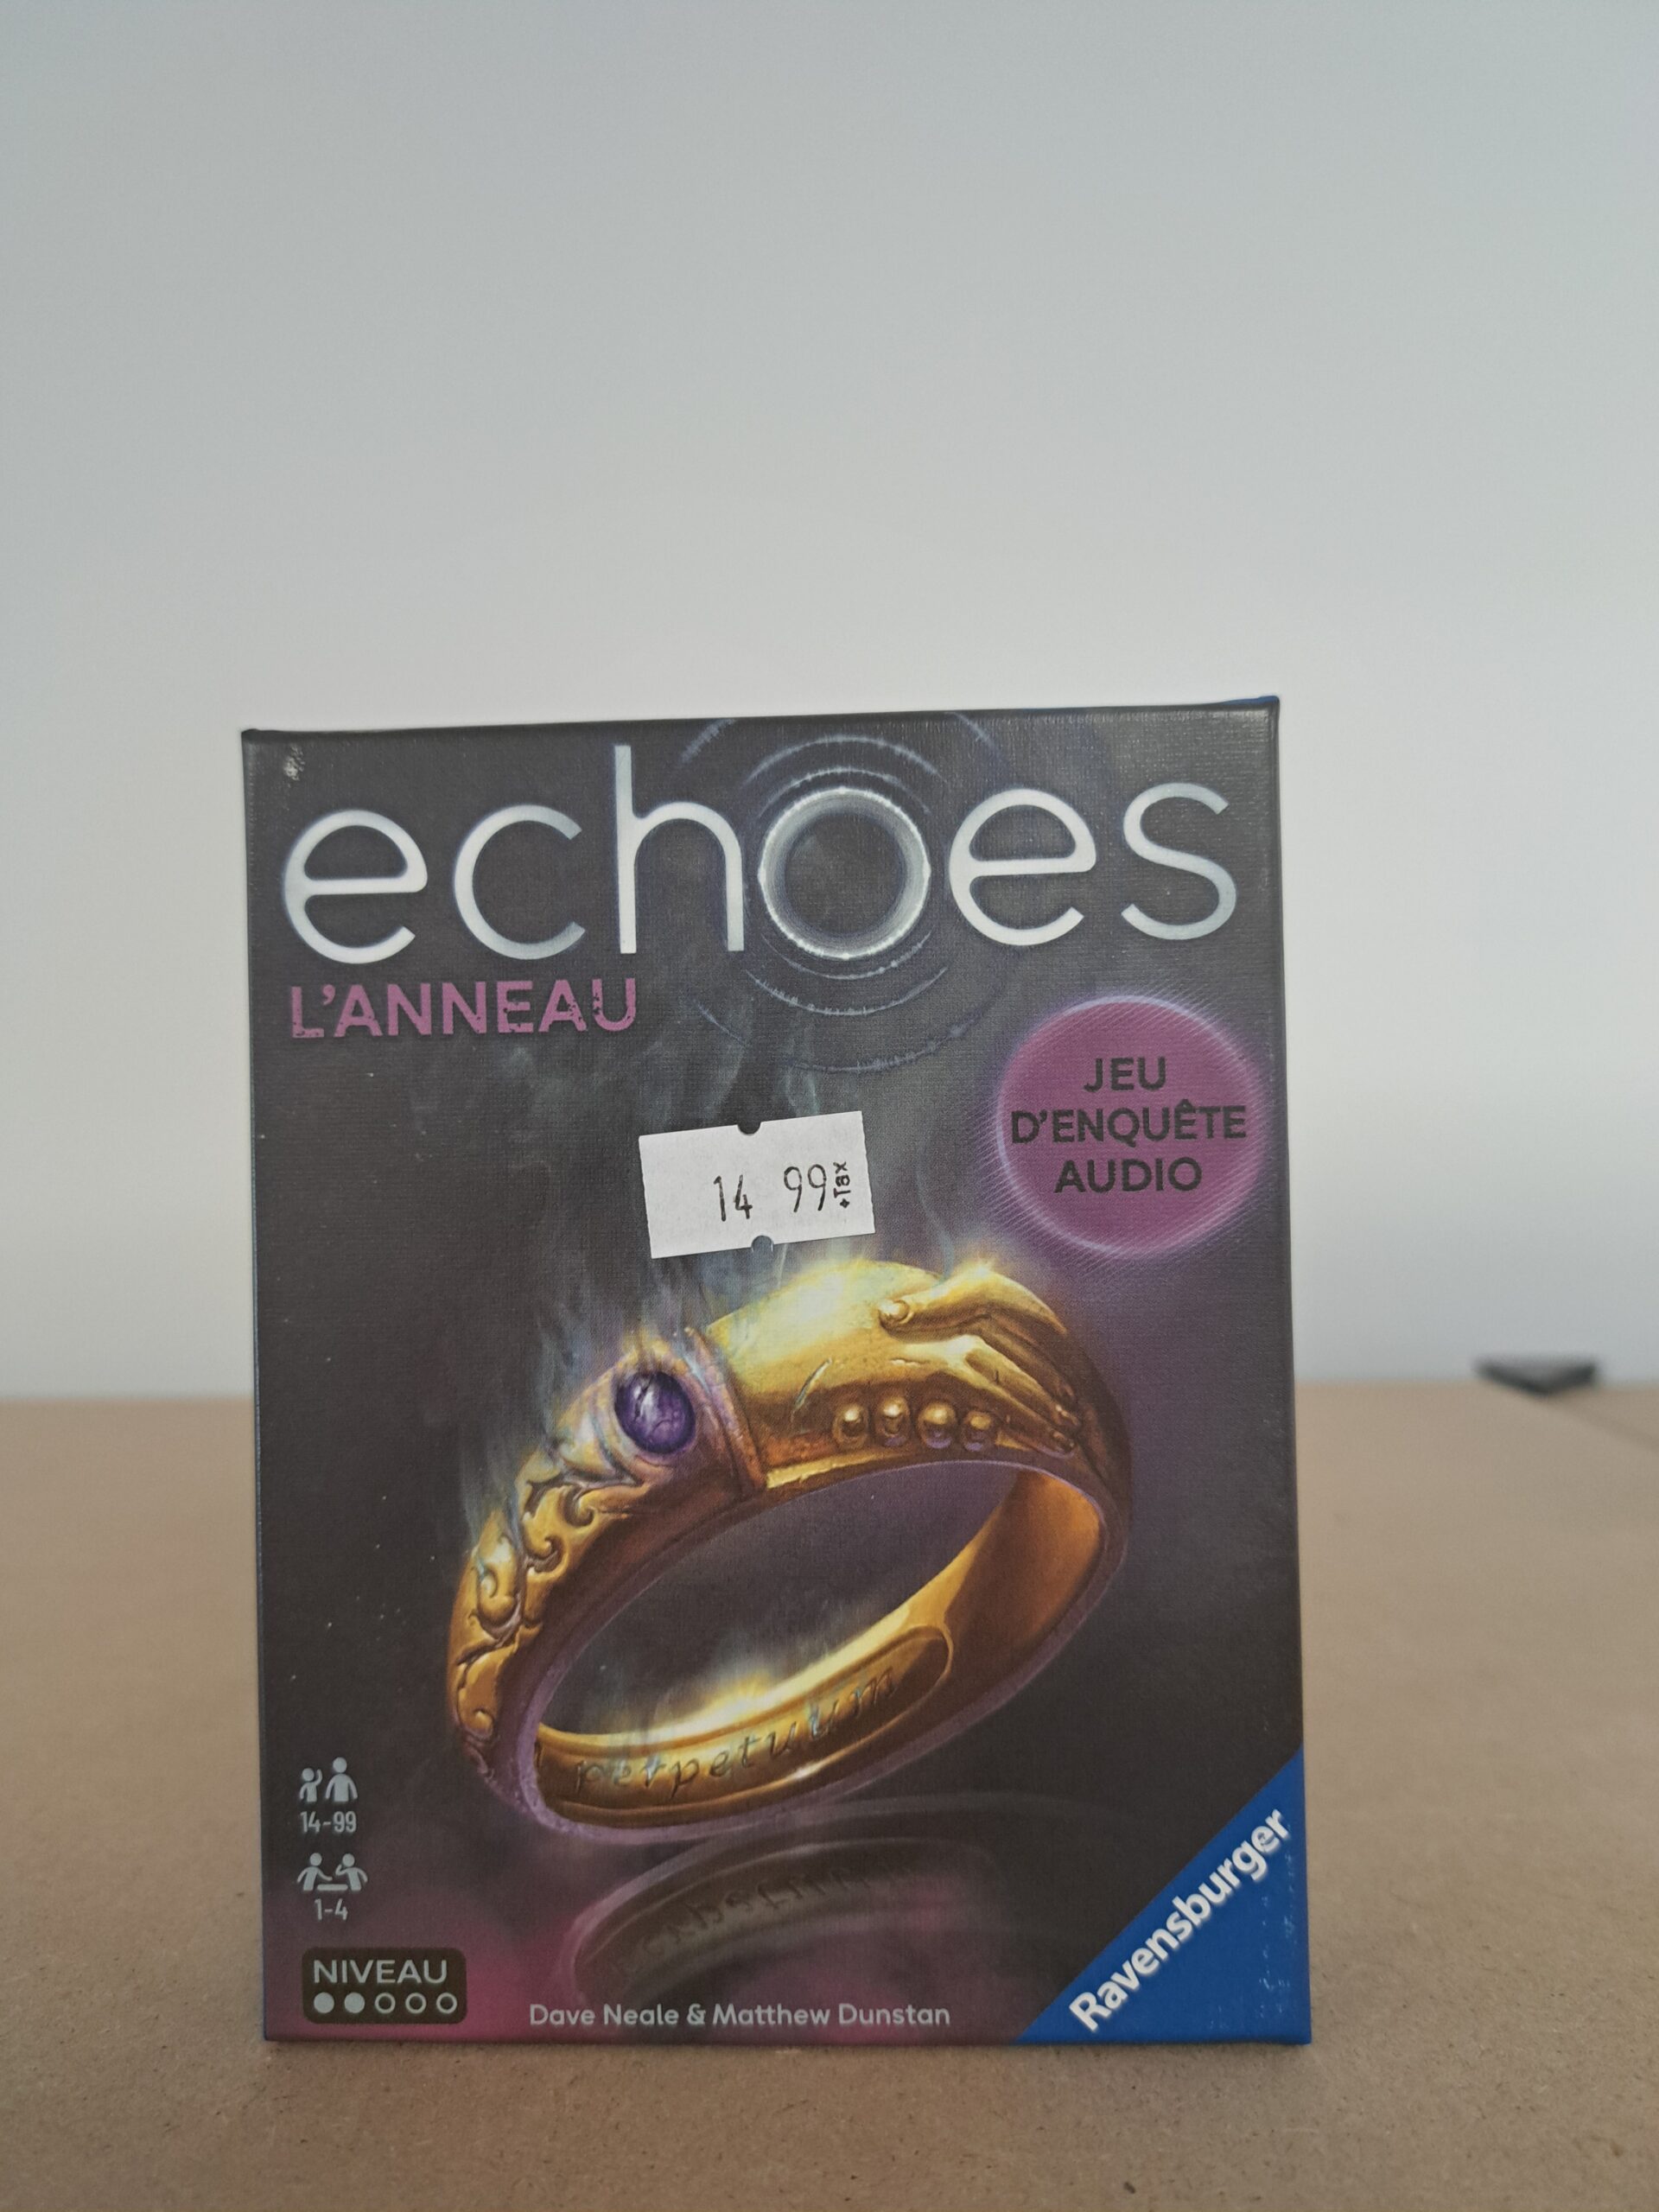 echoes
L'ANNEAU
JEU
D'ENQUÊTE
AUDIO
14 99+Tax
perpetuum
14-99
1-4
NIVEAU
Dave Neale & Matthew Dunstan
Ravensburger